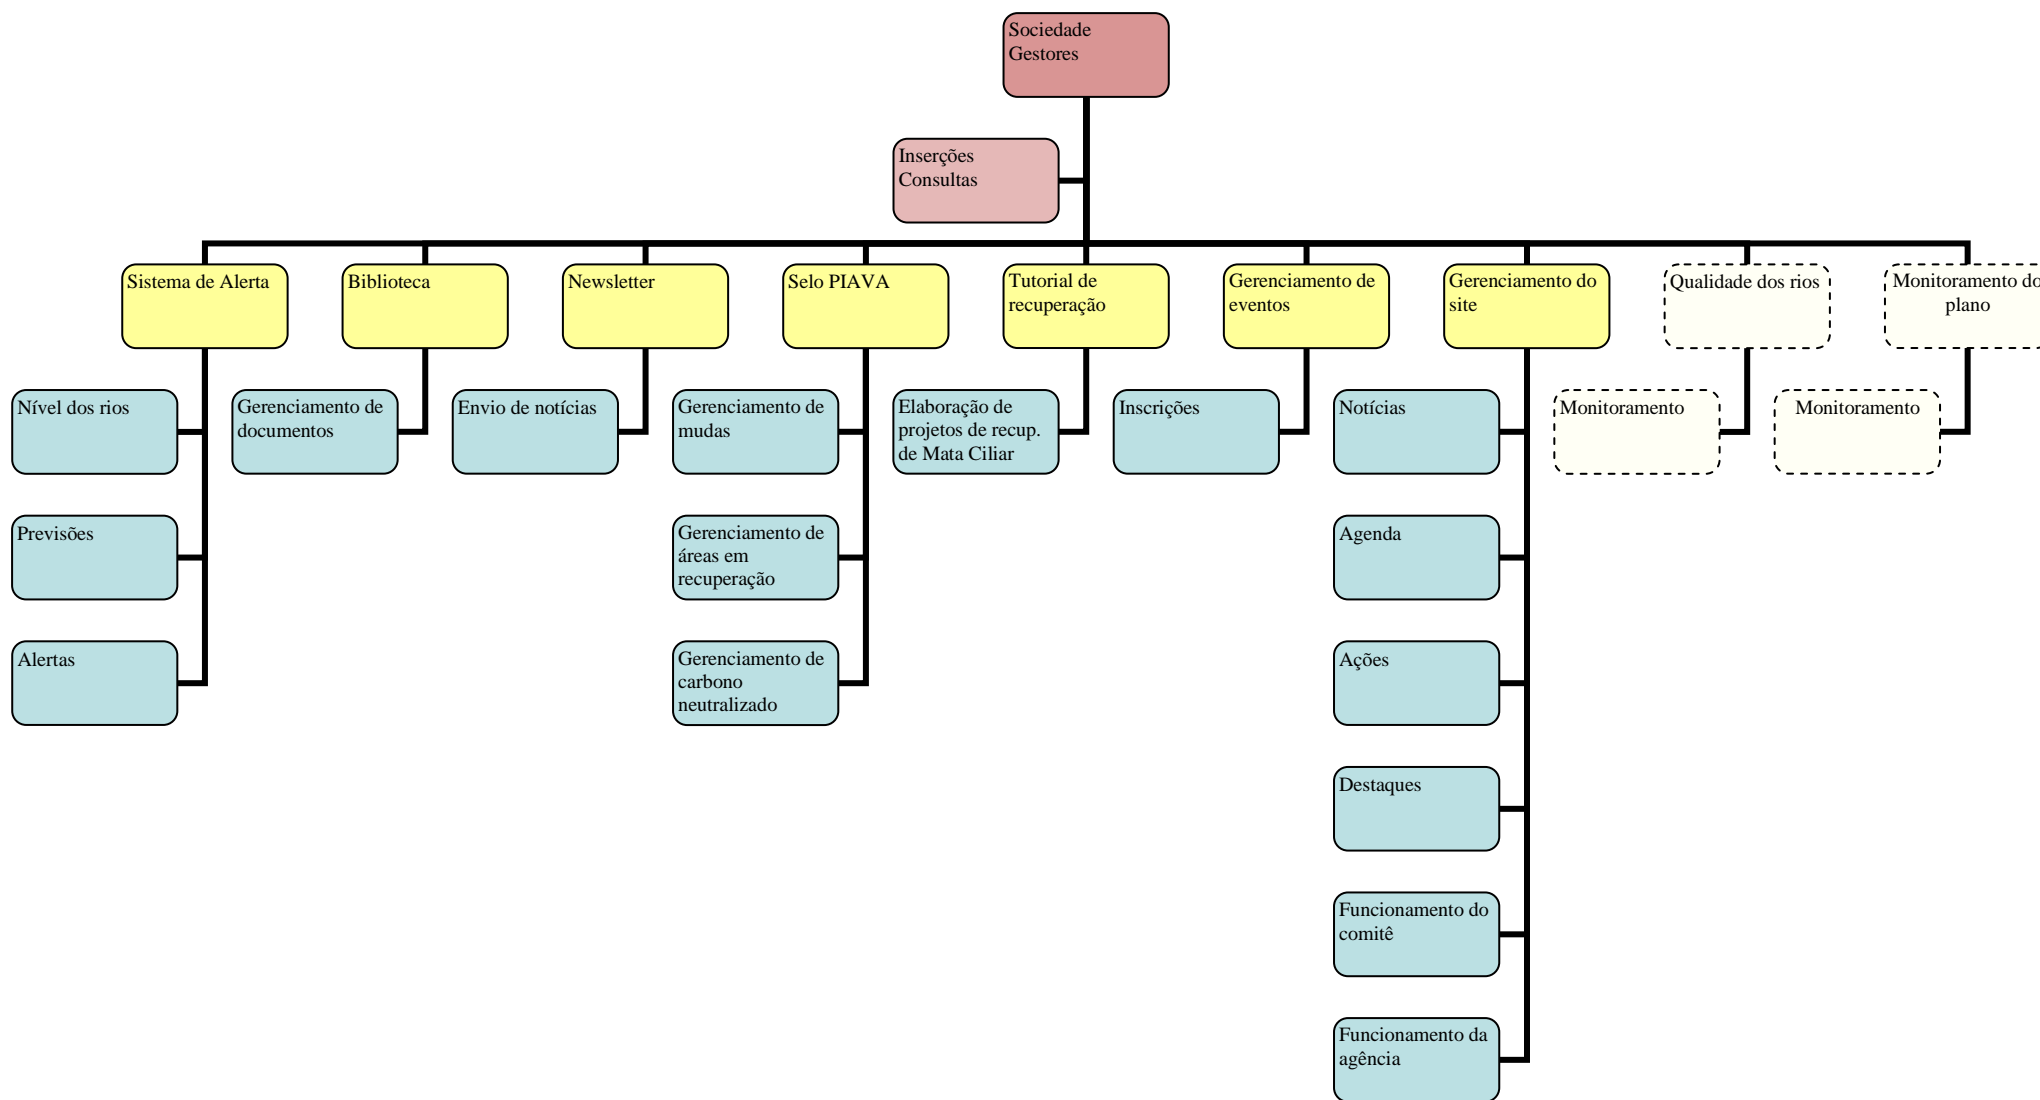 Sociedade
Gestores
Inserções
Consultas
Sistema de Alerta
Biblioteca
Newsletter
Selo PIAVA
Tutorial de
recuperação
Gerenciamento de
eventos
Gerenciamento do
site
Qualidade dos rios
Monitoramento do
plano
Nível dos rios
Gerenciamento de
documentos
Envio de notícias
Gerenciamento de
mudas
Elaboração de
projetos de recup.
de Mata Ciliar
Inscrições
Notícias
Monitoramento
Monitoramento
Previsões
Gerenciamento de
áreas em
recuperação
Agenda
Alertas
Gerenciamento de
carbono
neutralizado
Ações
Destaques
Funcionamento do
comitê
Funcionamento da
agência